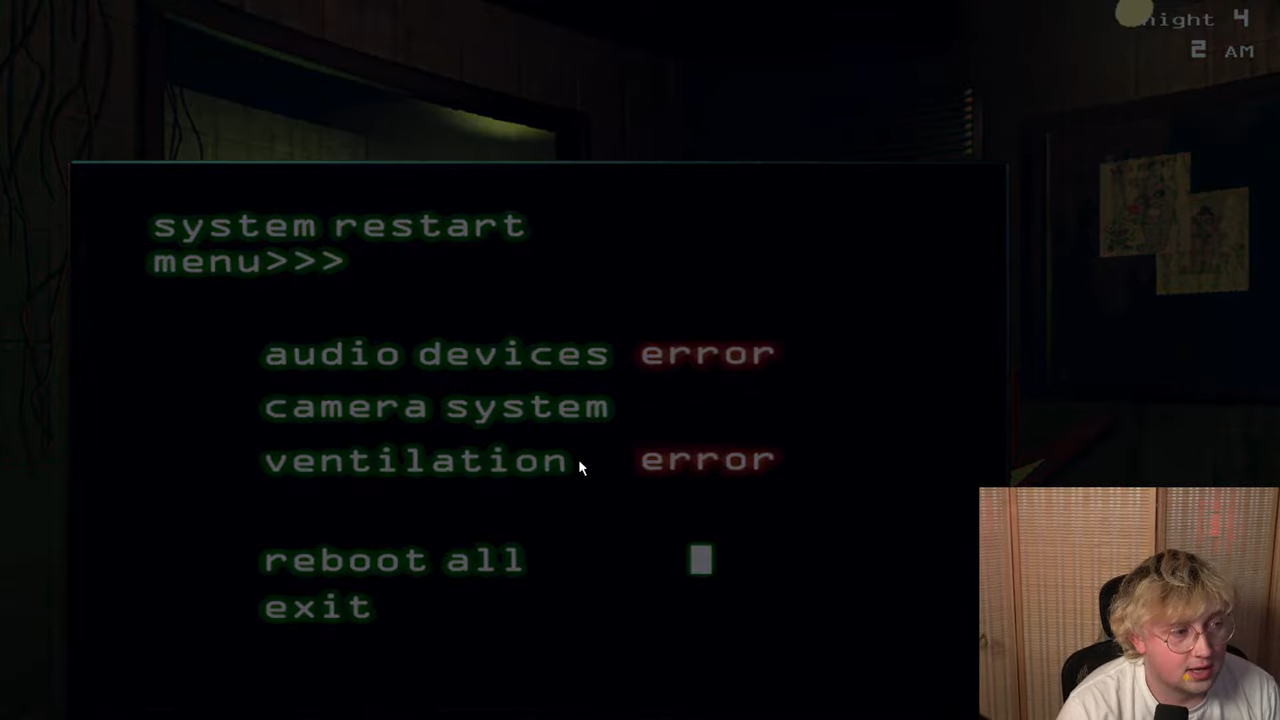 night 4
2 AM
system restart
menu>>>
audio devices error
camera system
ventilation error
reboot all
exit